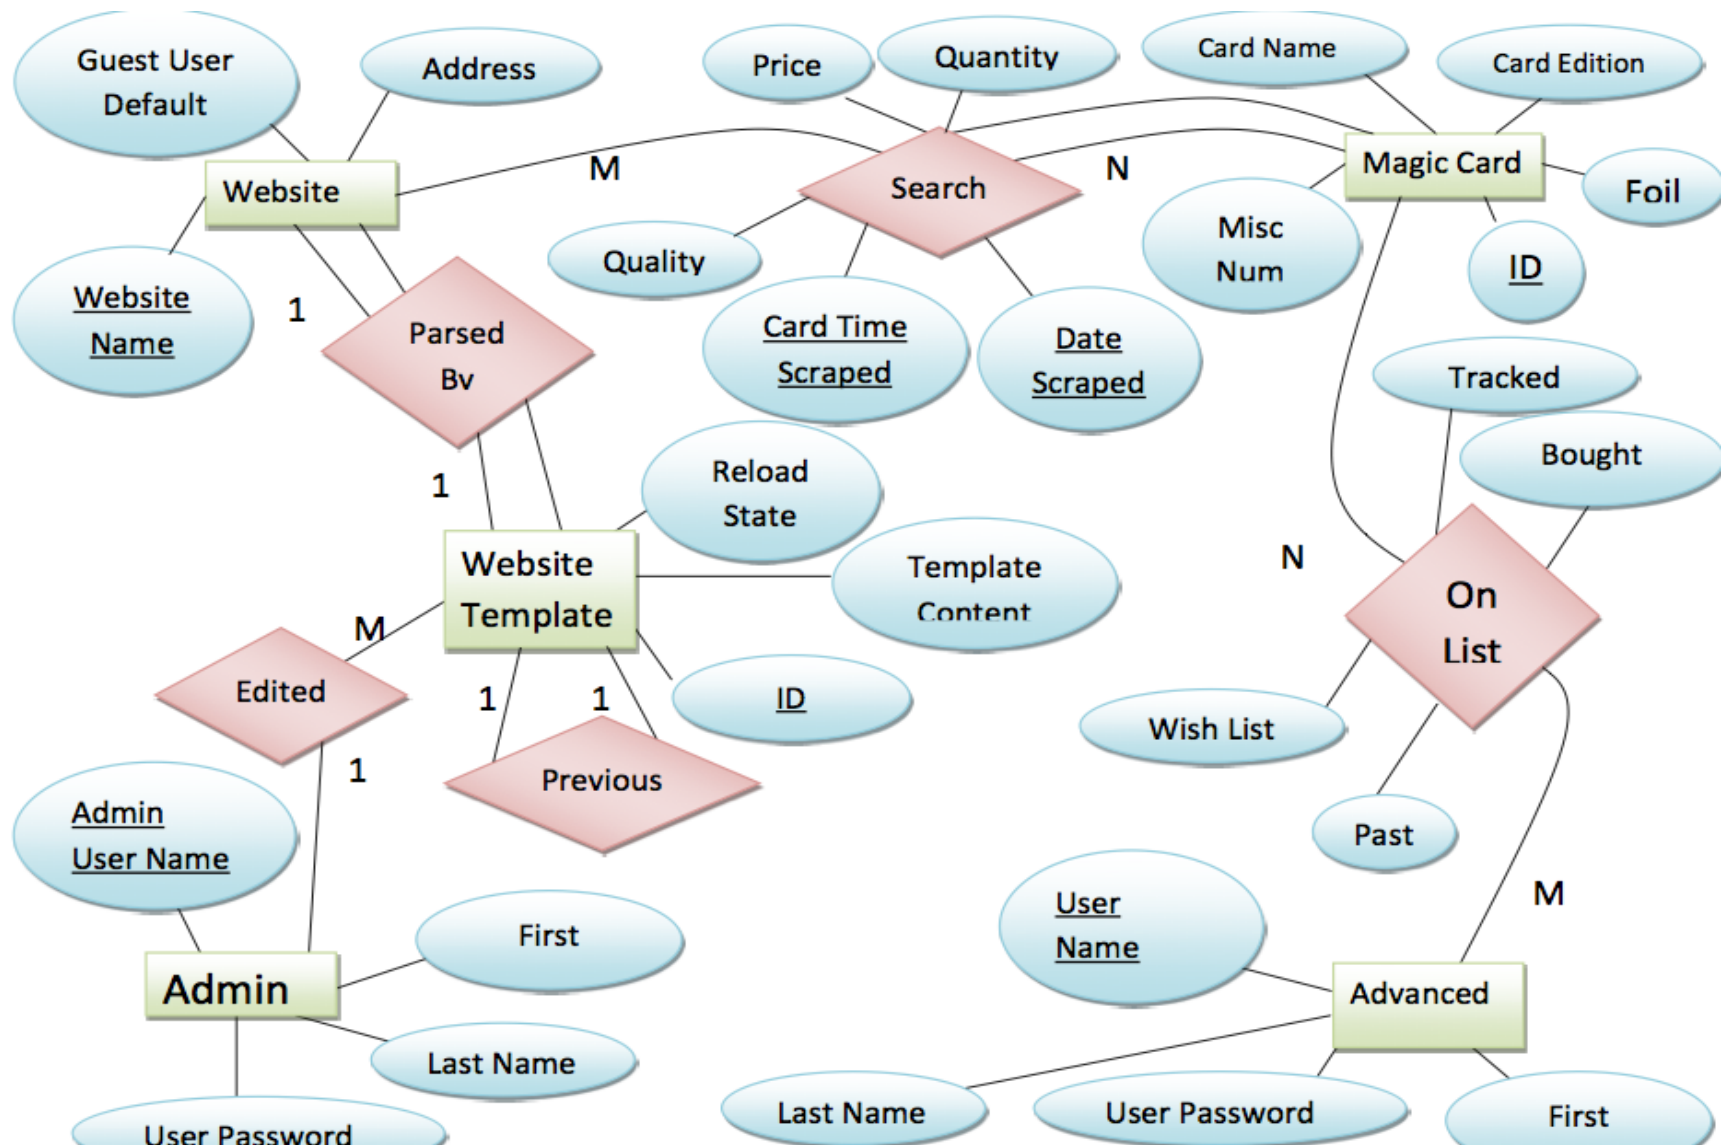 Guest User
Default
Address
Price
Quantity
Card Name
Card Edition
Website
M
Search
N
Magic Card
Foil
Quality
Misc
Num
ID
Website
Name
1
Parsed
By
Card Time
Scraped
Date
Scraped
Tracked
Bought
1
Reload
State
Website
Template
Template
Content
N
On
List
M
Edited
1
1
ID
Wish List
1
Previous
Past
Admin
User Name
User
Name
M
First
Admin
Advanced
Last Name
Last Name
User Password
First
User Password